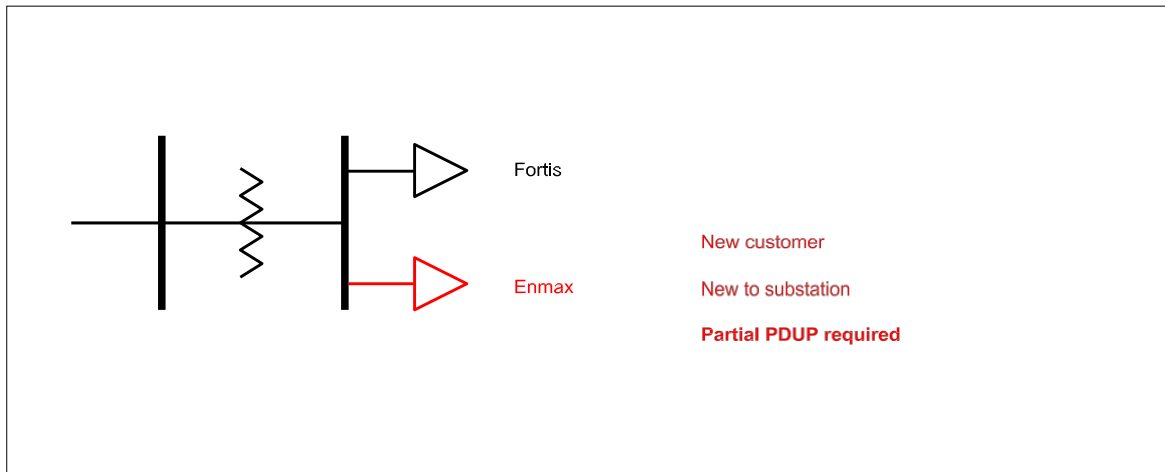 Fortis
New customer
Enmax
New to substation
Partial PDUP required